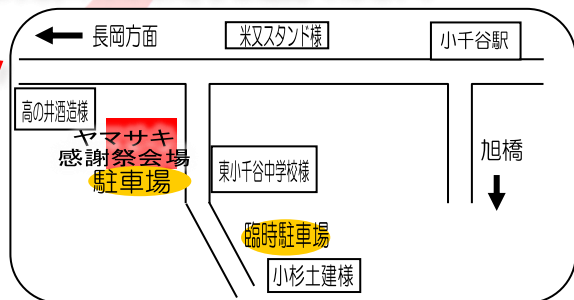 長岡方面
米又スタンド様
小千谷駅
高の井酒造様
ヤマサキ
感謝祭会場
駐車場
東小千谷中学校様
旭橋
臨時駐車場
小杉土建様